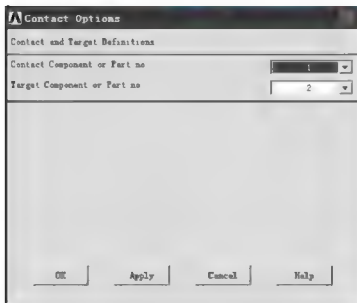 Contact Options
Contact and Target Definitions
Contact Component or Part no 1
Target Component or Part no 2
OK Apply Cancel Help